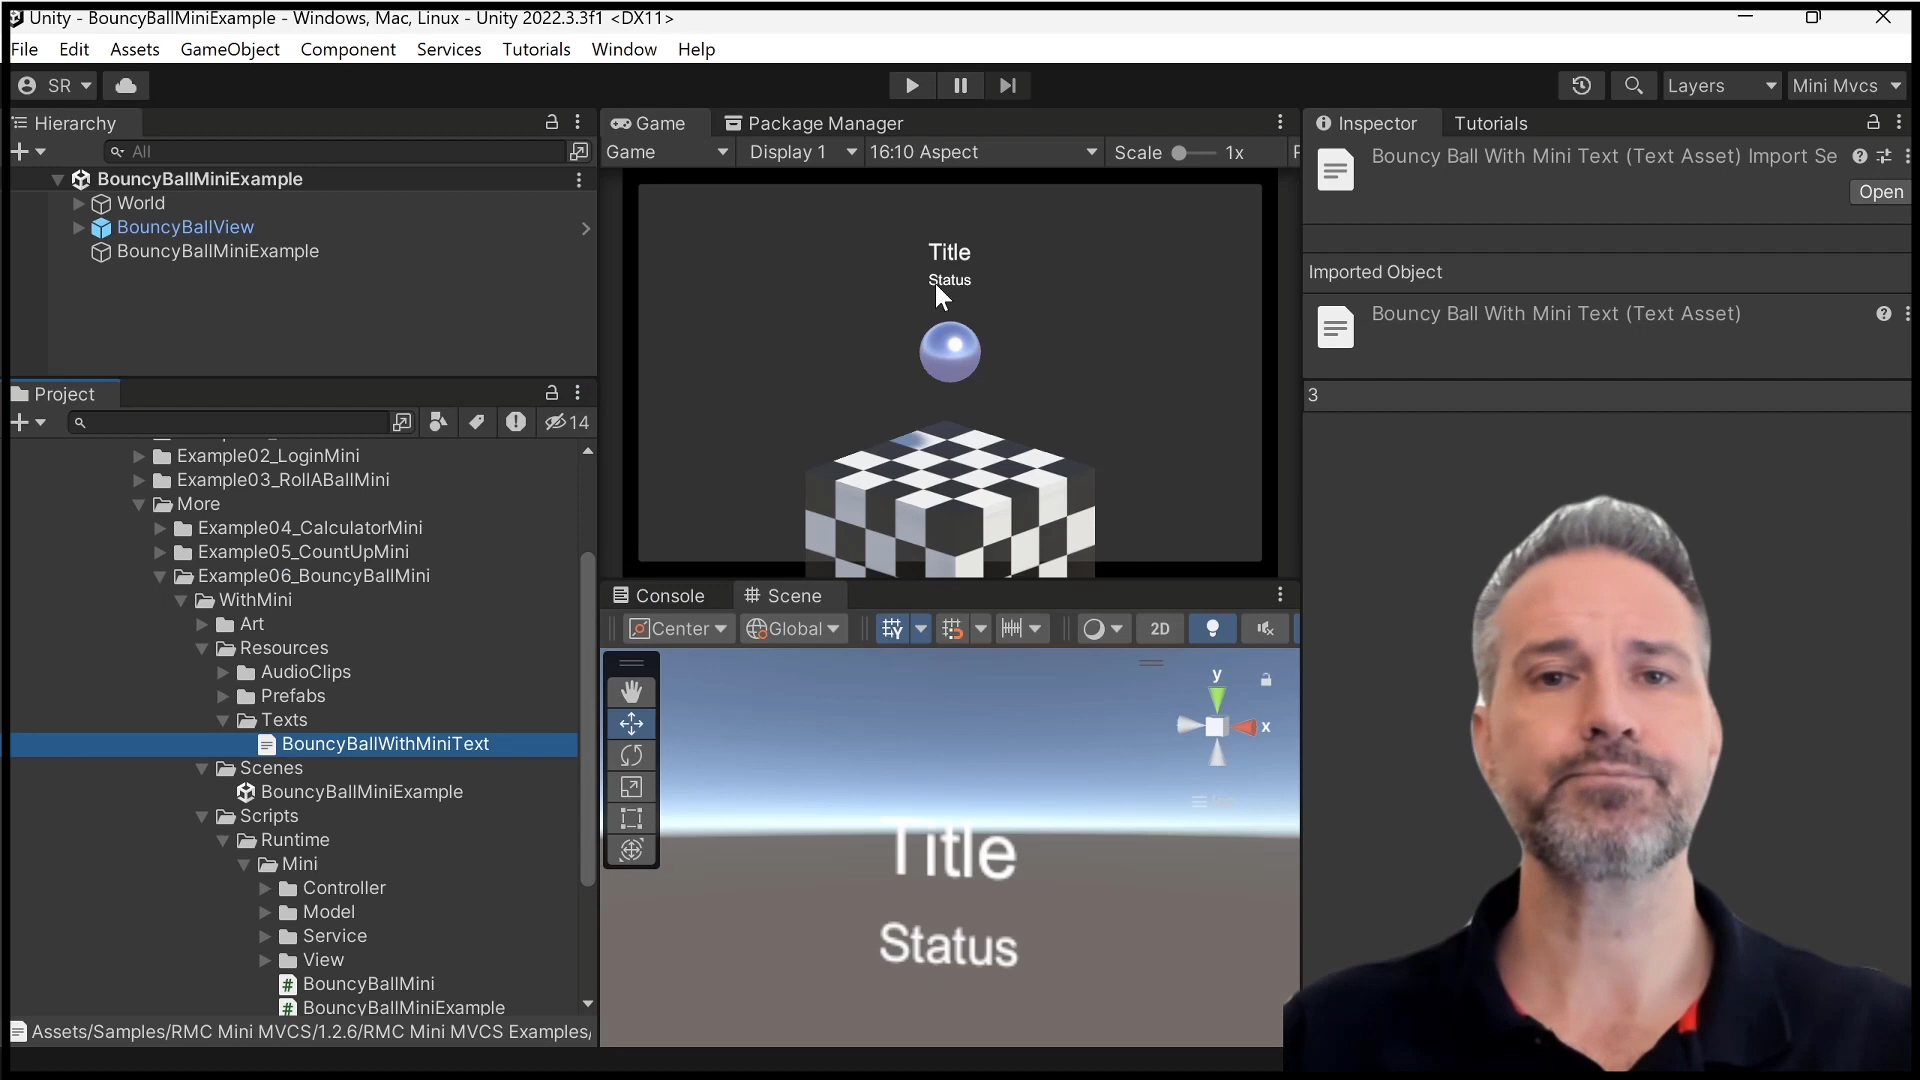 Unity - BouncyBallMiniExample - Windows, Mac, Linux - Unity 2022.3.3f1 <DX11>
File Edit Assets GameObject Component Services Tutorials Window Help
SR
Layers
Mini Mvcs
Hierarchy
All
BouncyBallMiniExample
World
BouncyBallView
BouncyBallMiniExample
Project
14
Example02_LoginMini
Example03_RollABallMini
More
Example04_CalculatorMini
Example05_CountUpMini
Example06_BouncyBallMini
WithMini
Art
Resources
AudioClips
Prefabs
Texts
BouncyBallWithMiniText
Scenes
BouncyBallMiniExample
Scripts
Runtime
Mini
Controller
Model
Service
View
BouncyBallMini
BouncyBallMiniExample
Assets/Samples/RMC Mini MVCS/1.2.6/RMC Mini MVCS Examples/
Game Package Manager
Game Display 1 16:10 Aspect Scale 1x
Title
Status
Console Scene
Center Global 2D
y
x
Title
Status
Inspector Tutorials
Bouncy Ball With Mini Text (Text Asset) Import Se
Open
Imported Object
Bouncy Ball With Mini Text (Text Asset)
3